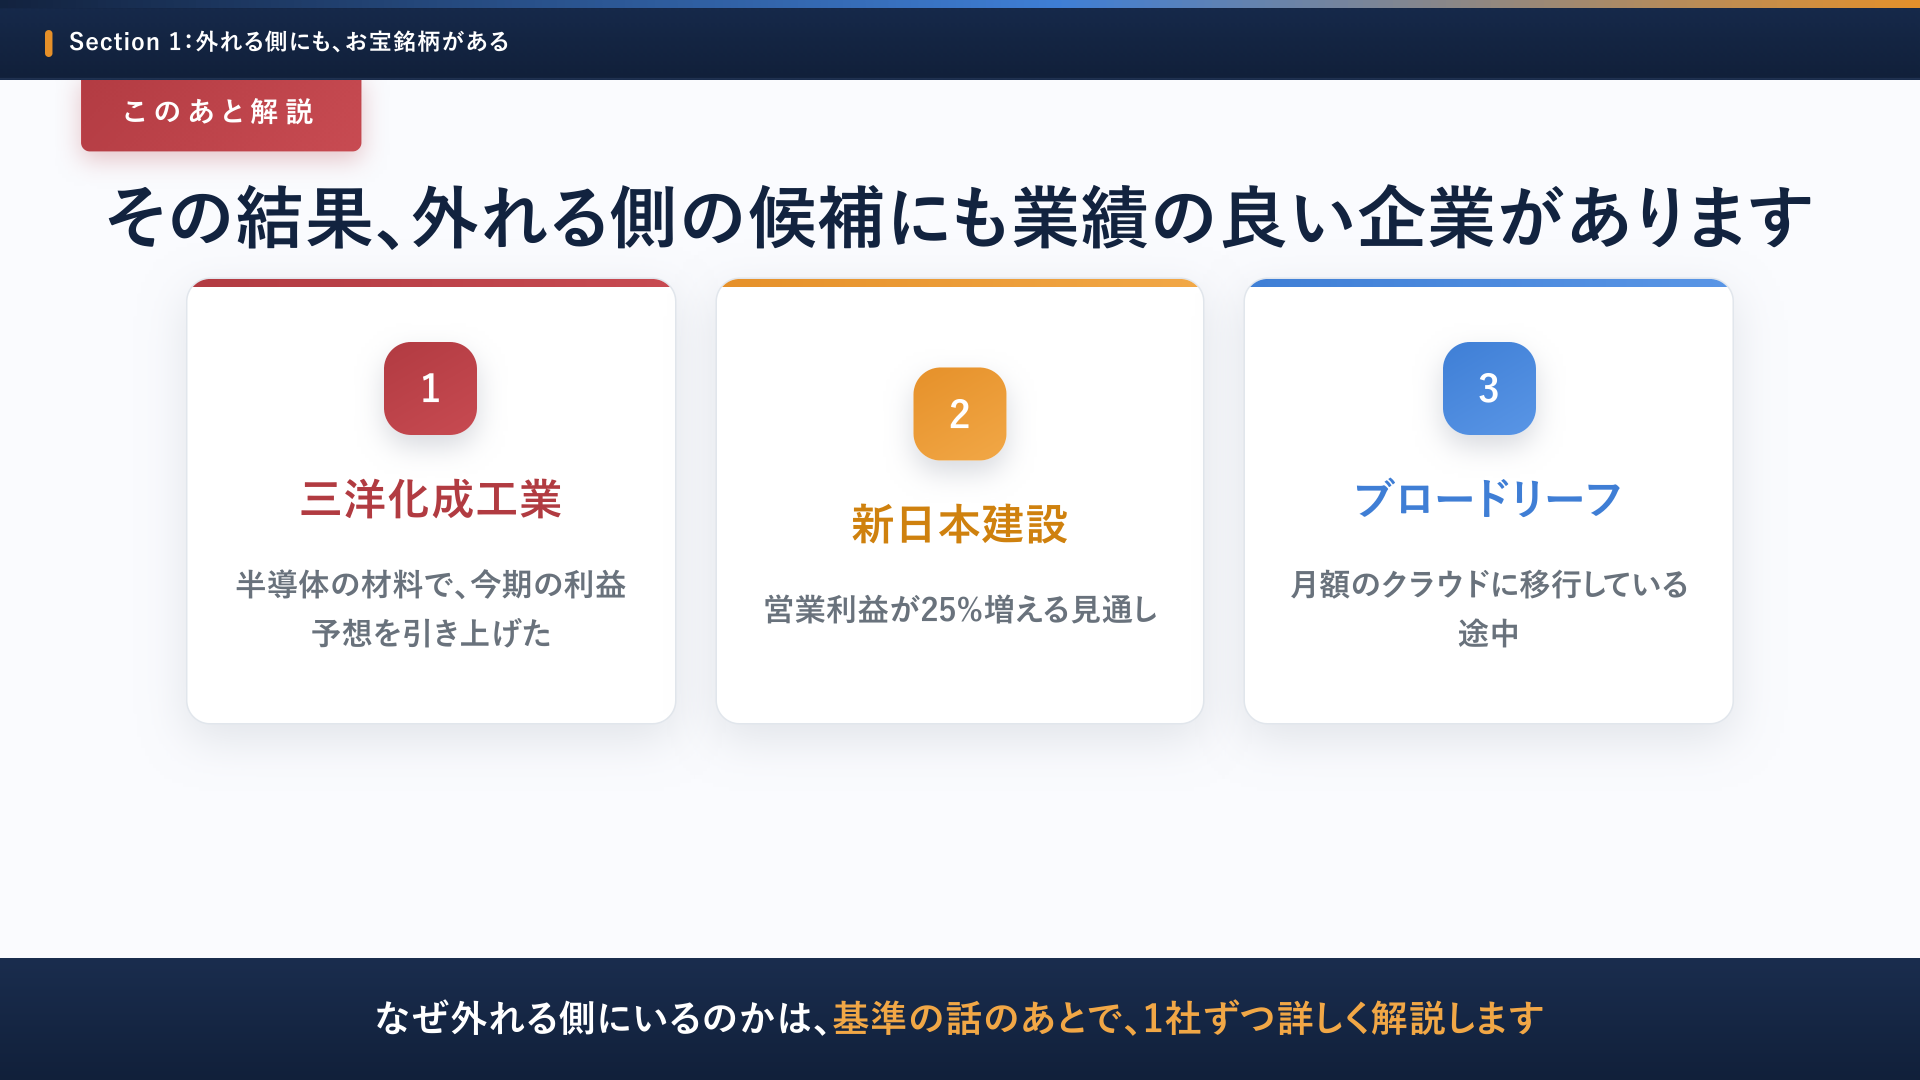 Section 1：外れる側にも、お宝銘柄がある
このあと解説
その結果、外れる側の候補にも業績の良い企業があります
1
三洋化成工業
半導体の材料で、今期の利益
予想を引き上げた
2
新日本建設
営業利益が25%増える見通し
3
ブロードリーフ
月額のクラウドに移行している
途中
なぜ外れる側にいるのかは、基準の話のあとで、1社ずつ詳しく解説します